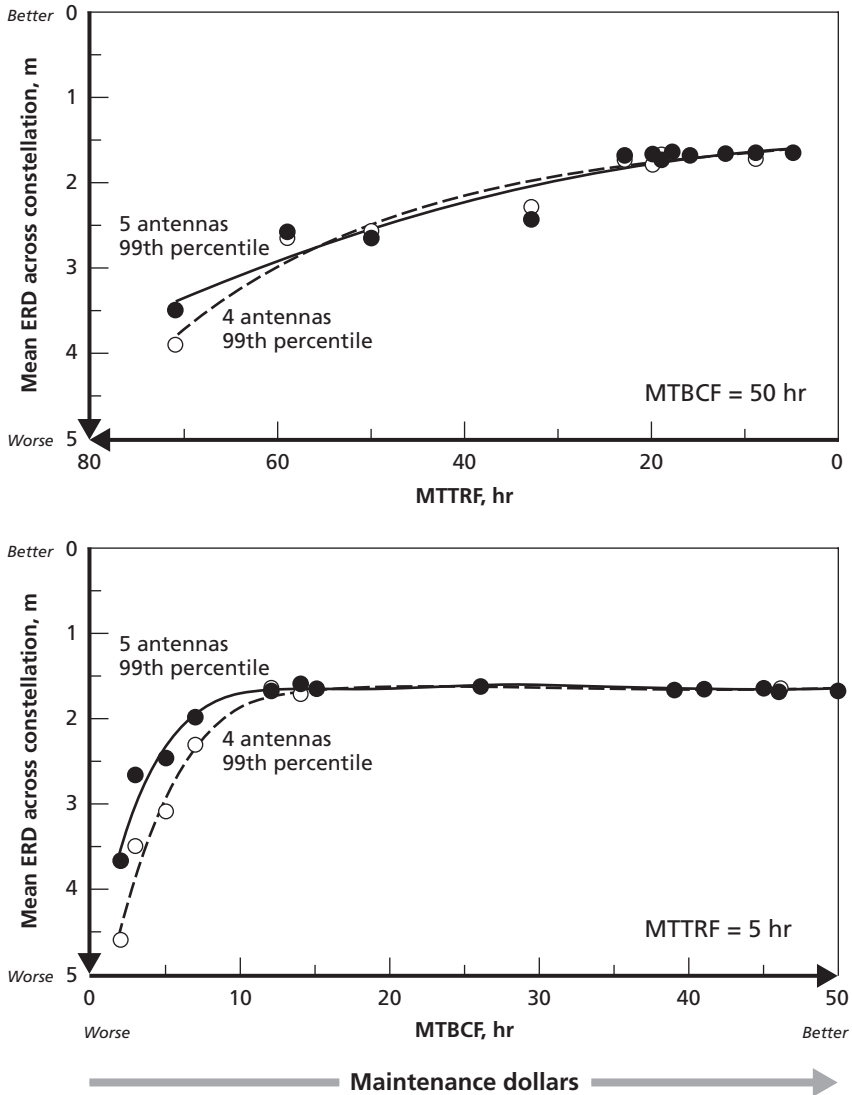 Better 0
1
2
3
4
Worse 5
Mean ERD across constellation, m
5 antennas
99th percentile
4 antennas
99th percentile
MTBCF = 50 hr
80 60 40 20 0
MTTRF, hr
Better 0
1
2
3
4
Worse 5
Mean ERD across constellation, m
5 antennas
99th percentile
4 antennas
99th percentile
MTTRF = 5 hr
0 10 20 30 40 50
Worse MTBCF, hr Better
Maintenance dollars